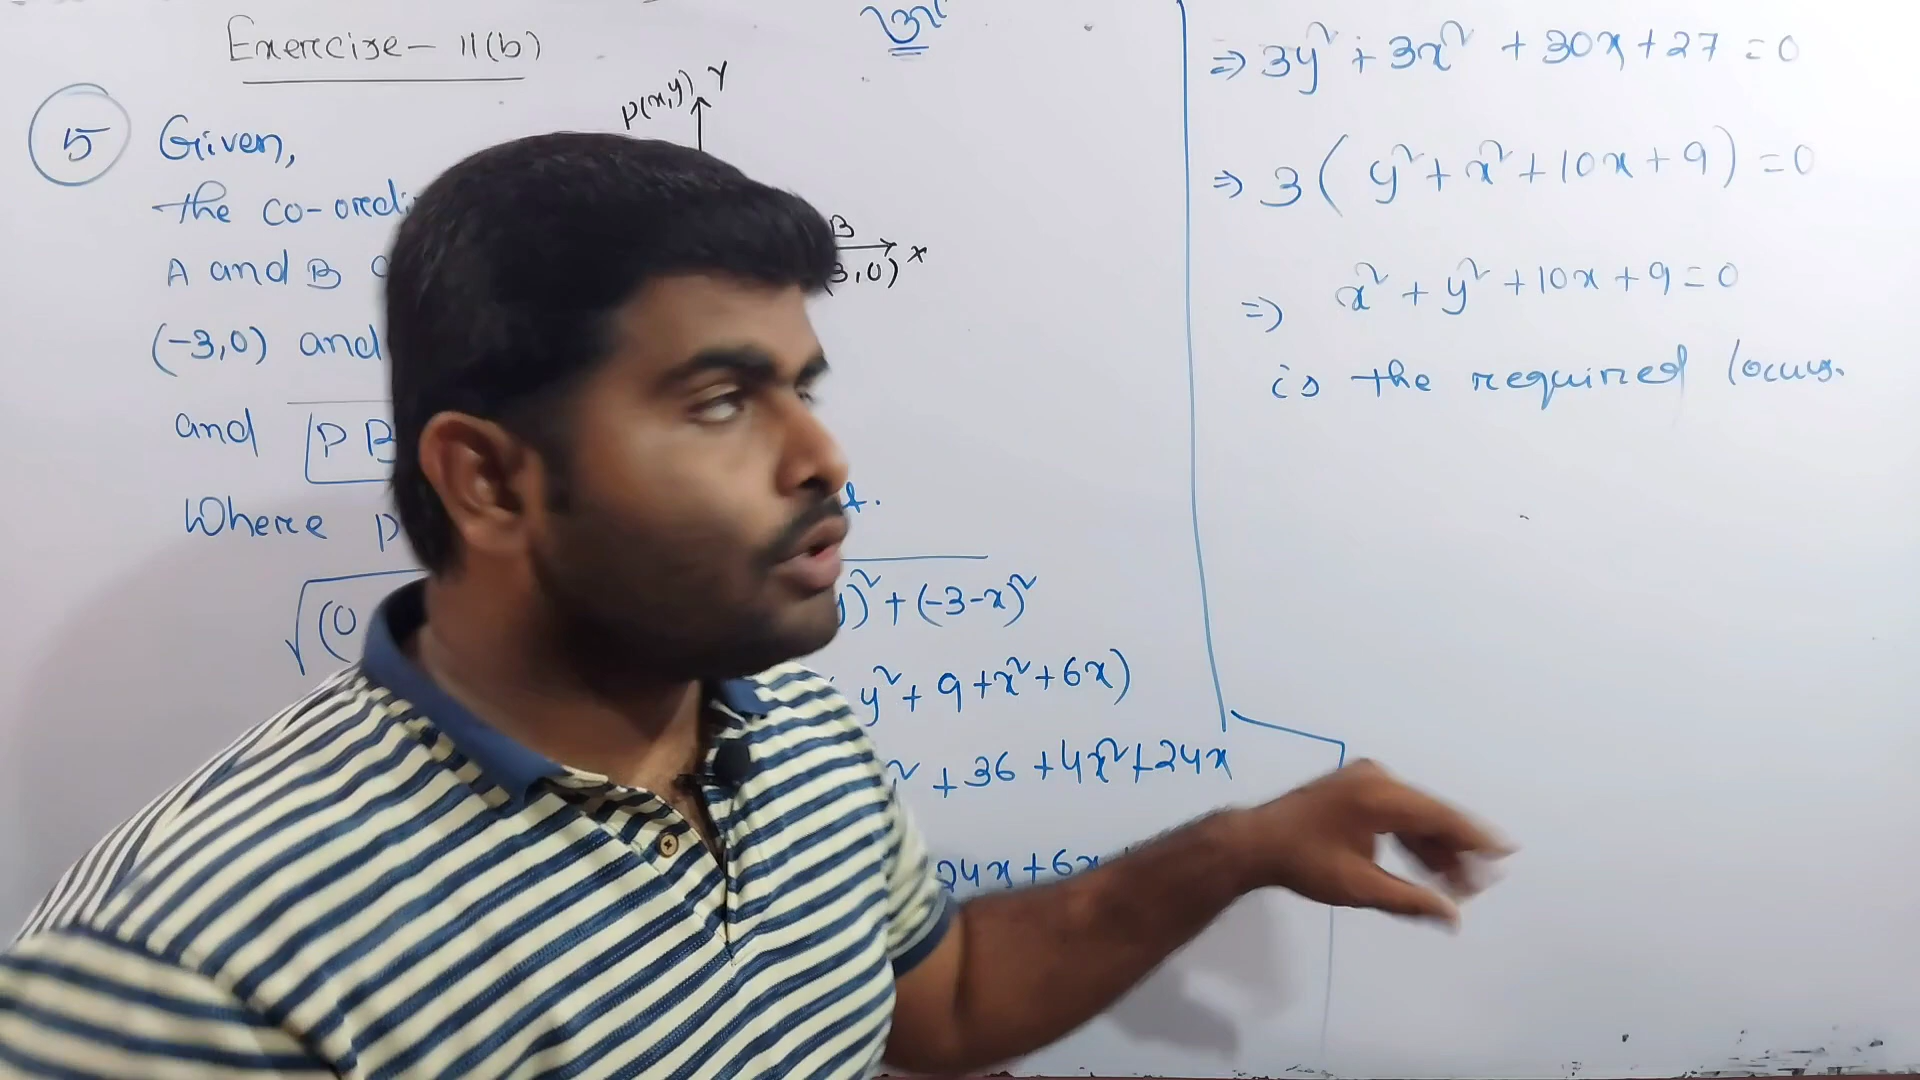 Exercise - 11(b)
5 Given,
the co-ordi
A and B
(-3,0) and
and PB
Where P
√(0
P(x,y) Y
B
3,0) x
t.
y)² + (-3-x)²
y² + 9 + x² + 6x)
² + 36 + 4x² + 24x
24x + 6x
⇒ 3y² + 3x² + 30x + 27 = 0
⇒ 3( y² + x² + 10x + 9) = 0
⇒ x² + y² + 10x + 9 = 0
is the required locus.